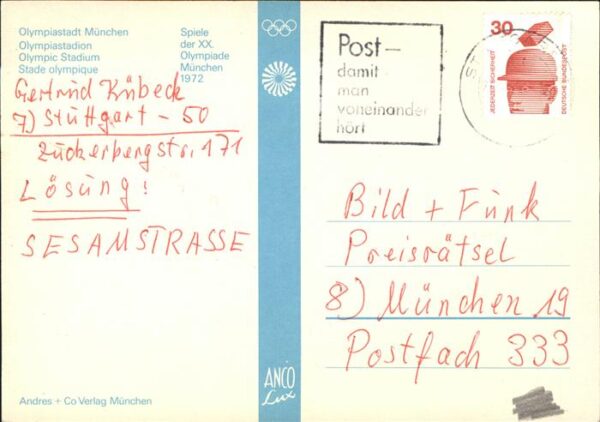 Olympiastadt München
Olympiastadion
Olympic Stadium
Stade olympique
Spiele
der XX.
Olympiade
München
1972
Gertrud Kübeck
7) Stuttgart - 50
Zuckerbergstr. 171
Lösung!
SESAMSTRASSE
Andres + Co Verlag München
ANCO
Lux
Post-
damit
man
voneinander
hört
30
JEDERZEIT SICHERHEIT
DEUTSCHE BUNDESPOST
Bild + Funk
Preisrätsel
8) München 19
Postfach 333